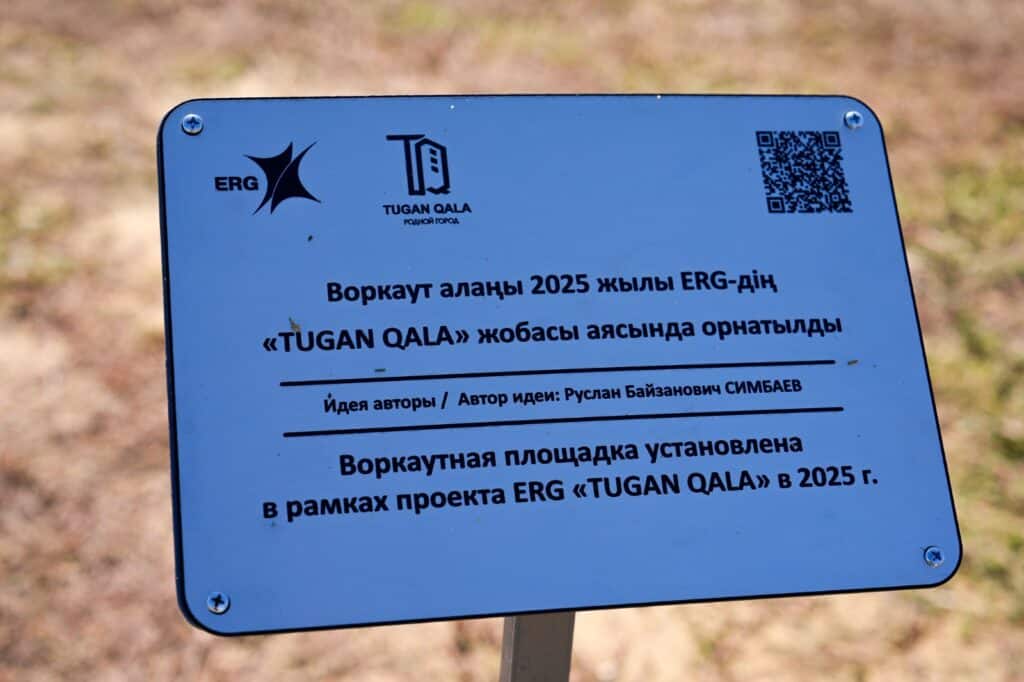 ERG
TUGAN QALA
РОДНОЙ ГОРОД
Воркаут алаңы 2025 жылы ERG-дің
«TUGAN QALA» жобасы аясында орнатылды
Идея авторы / Автор идеи: Руслан Байзанович СИМБАЕВ
Воркаутная площадка установлена
в рамках проекта ERG «TUGAN QALA» в 2025 г.